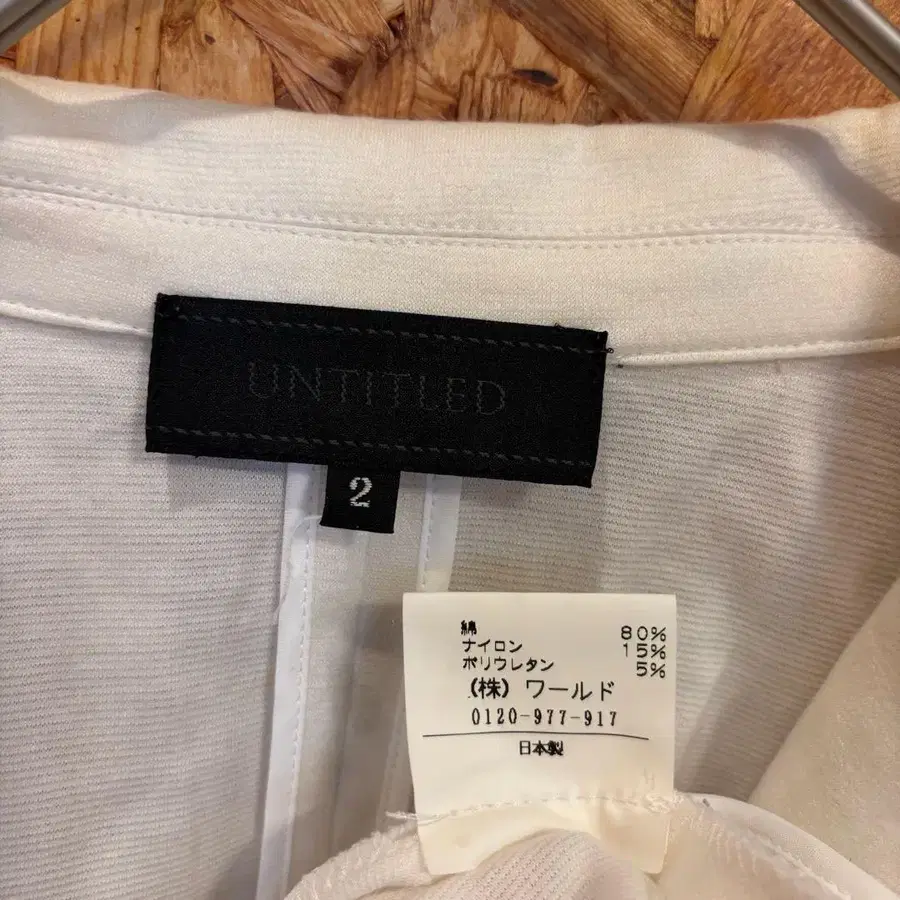 UNTITLED
2
綿 80%
ナイロン 15%
ポリウレタン 5%
(株) ワールド
0120-977-917
日本製